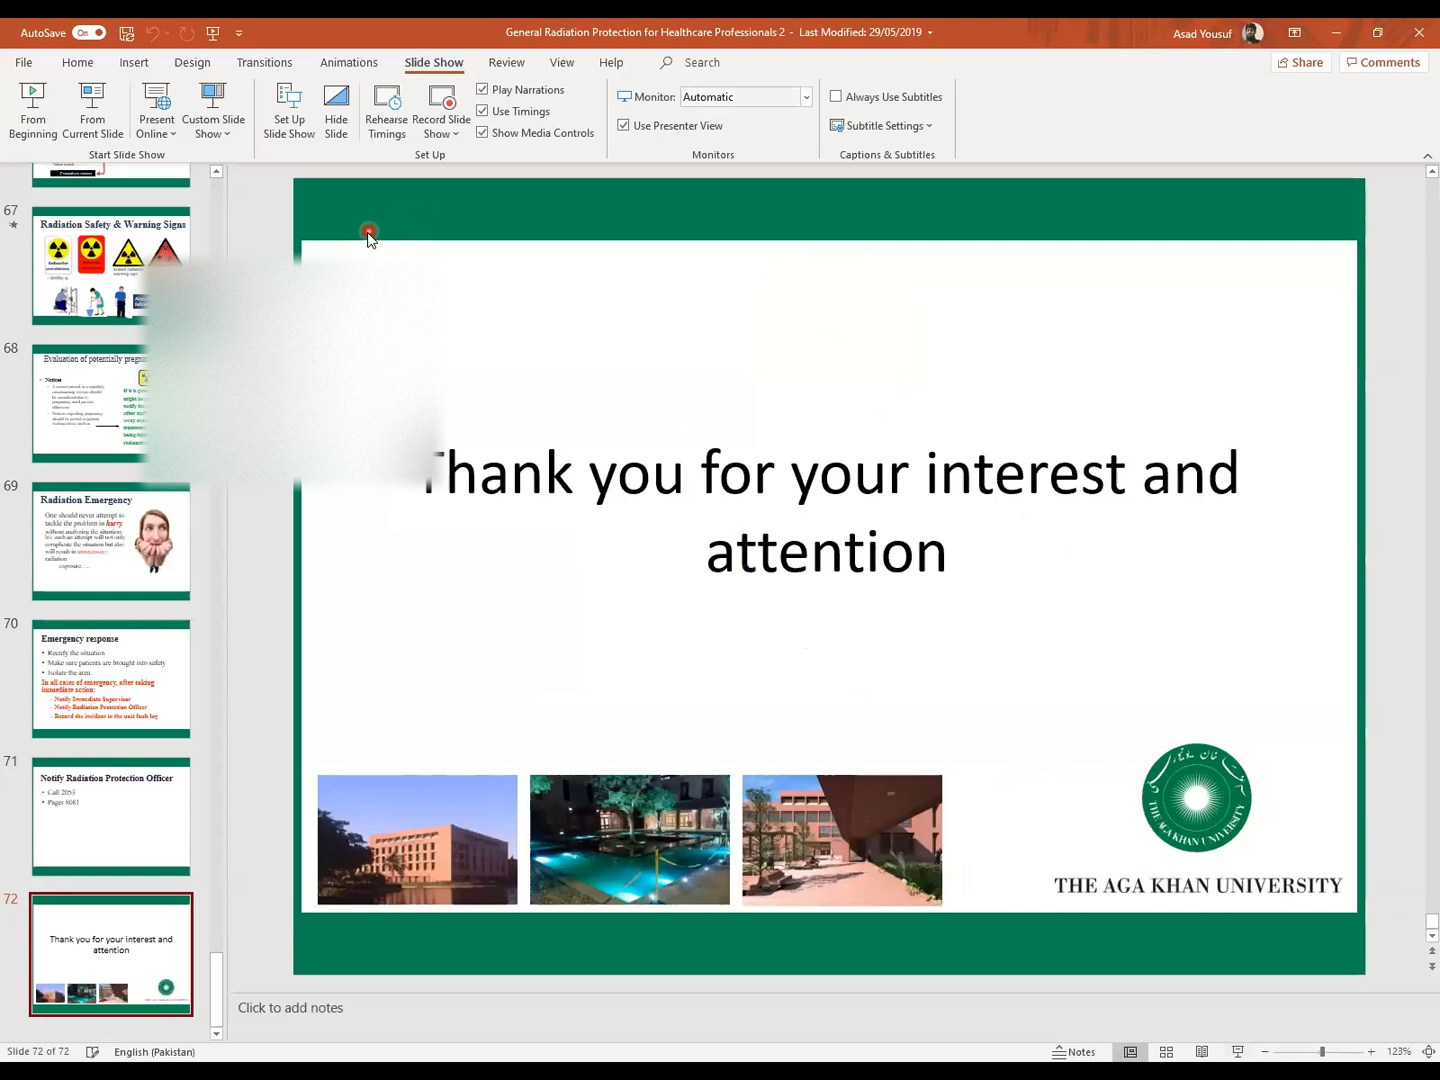 AutoSave On
General Radiation Protection for Healthcare Professionals 2 - Last Modified: 29/05/2019
Asad Yousuf
File Home Insert Design Transitions Animations Slide Show Review View Help Search
Share Comments
From Beginning
From Current Slide
Present Online
Custom Slide Show
Set Up Slide Show
Hide Slide
Rehearse Timings
Record Slide Show
Play Narrations
Use Timings
Show Media Controls
Monitor: Automatic
Use Presenter View
Always Use Subtitles
Subtitle Settings
Start Slide Show
Set Up
Monitors
Captions & Subtitles
67
Radiation Safety & Warning Signs
68
Evaluation of potentially
Notices
69
Radiation Emergency
One should never attempt to
tackle the problem in hurry
without analyzing the situation,
such an attempt will not only
complicate the situation but also
will result in unnecessary
radiation
exposure.....
70
Emergency response
• Rectify the situation
• Make sure patients are brought into safety
• Isolate the area.
In all cases of emergency, after taking
immediate action:
– Notify Immediate Supervisor
– Notify Radiation Protection Officer
– Record the incident in the unit fault log
71
Notify Radiation Protection Officer
• Call 2053
• Pager 8081
72
Thank you for your interest and
attention
Thank you for your interest and
attention
THE AGA KHAN UNIVERSITY
THE AGA KHAN UNIVERSITY
Click to add notes
Slide 72 of 72 English (Pakistan)
Notes
123%